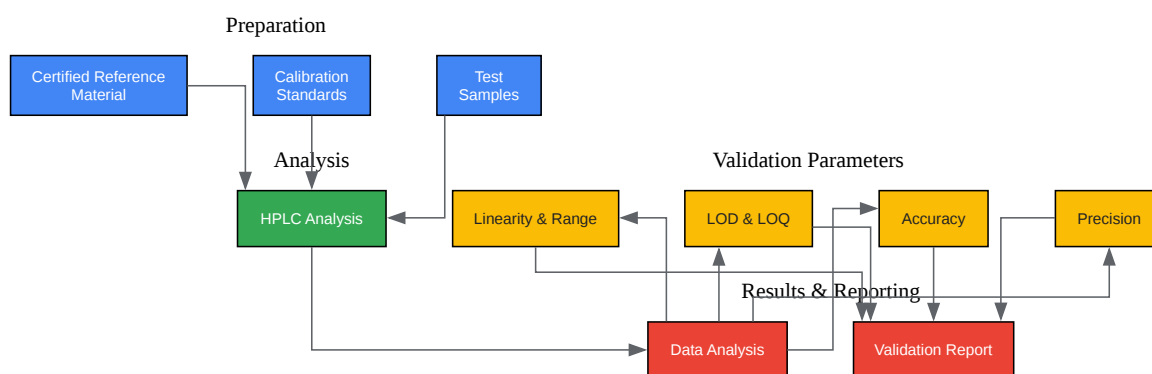 Preparation
Certified Reference
Material
Calibration
Standards
Test
Samples
Analysis
Validation Parameters
HPLC Analysis
Linearity & Range
LOD & LOQ
Accuracy
Precision
Results & Reporting
Data Analysis
Validation Report